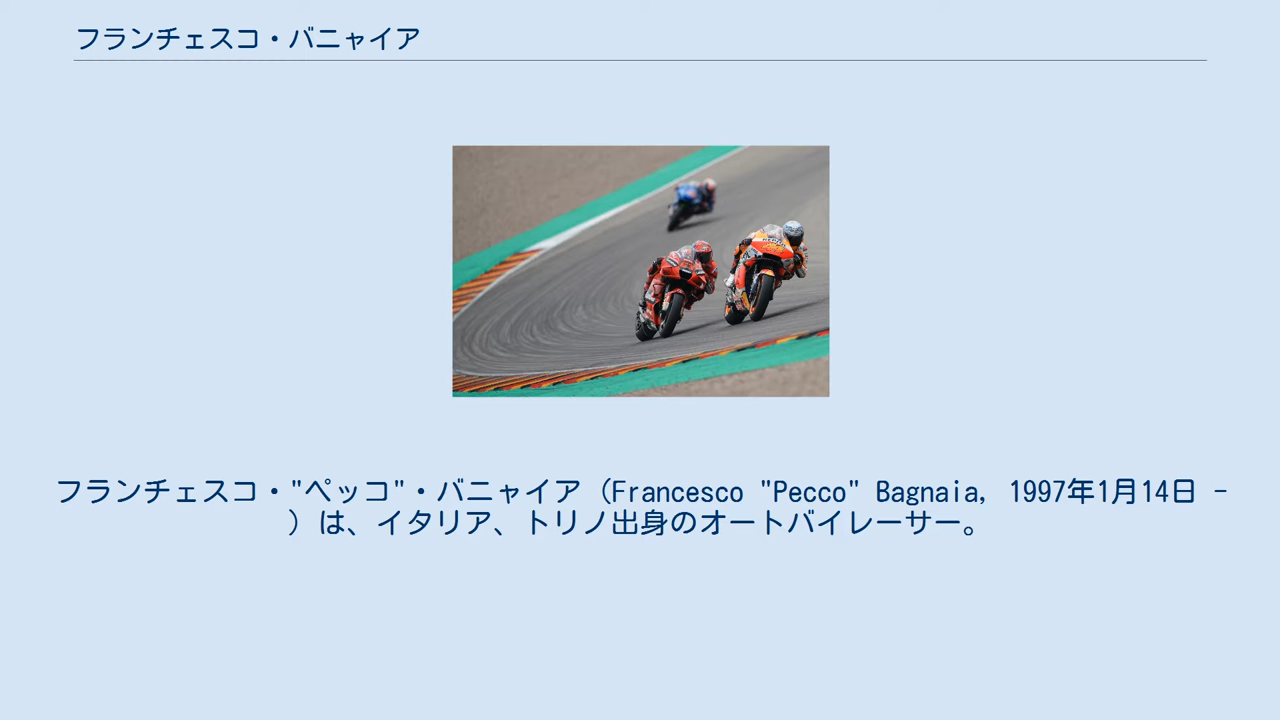 フランチェスコ・バニャイア
フランチェスコ・"ペッコ"・バニャイア（Francesco "Pecco" Bagnaia, 1997年1月14日 -
）は、イタリア、トリノ出身のオートバイレーサー。